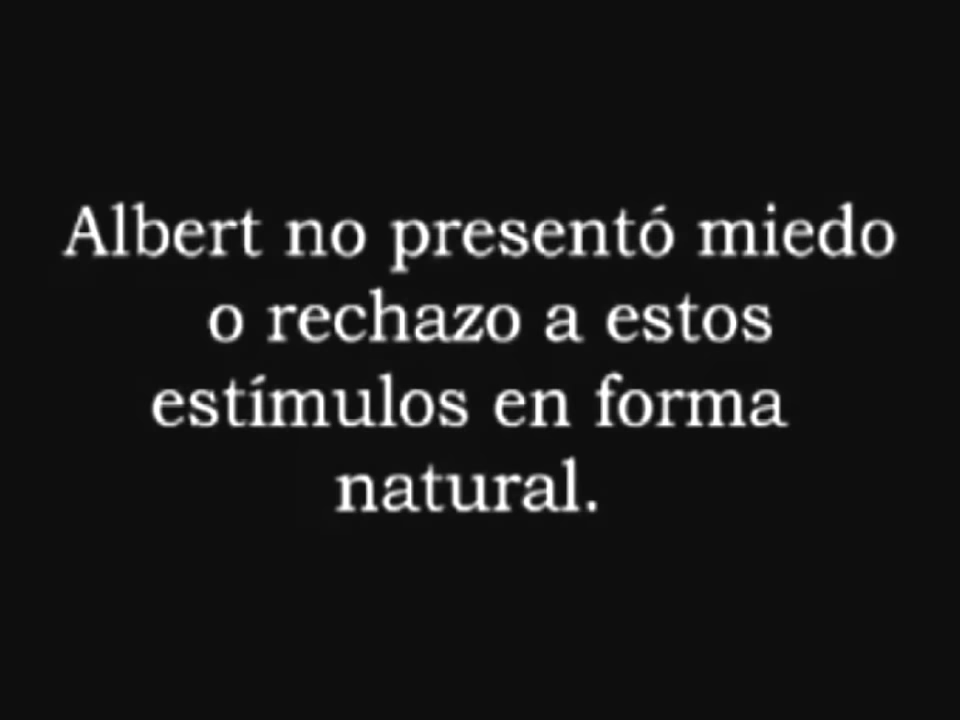 Albert no presentó miedo
o rechazo a estos
estímulos en forma
natural.